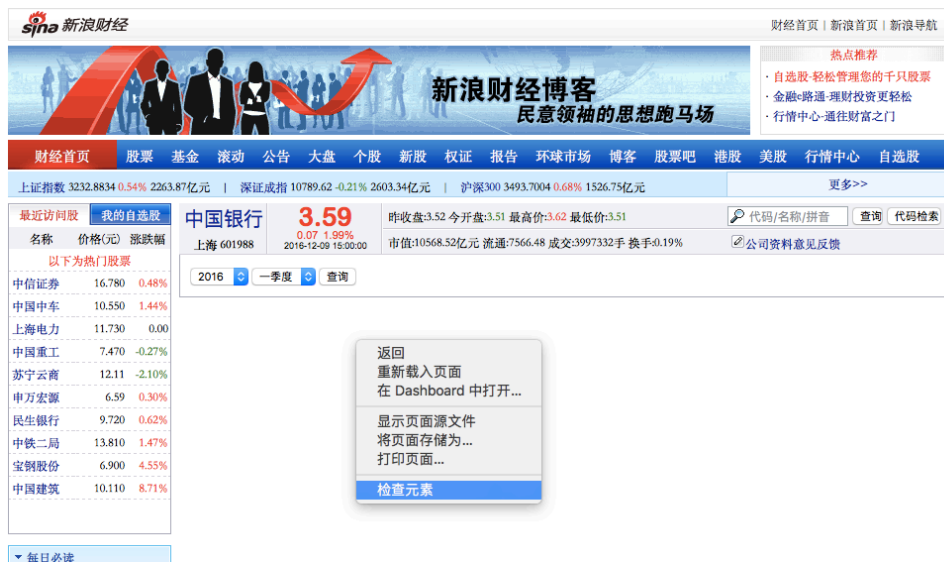 sina 新浪财经
财经首页 | 新浪首页 | 新浪导航
新浪财经博客
民意领袖的思想跑马场
热点推荐
· 自选股-轻松管理您的千只股票
· 金融e路通-理财投资更轻松
· 行情中心-通往财富之门
财经首页 股票 基金 滚动 公告 大盘 个股 新股 权证 报告 环球市场 博客 股票吧 港股 美股 行情中心 自选股
上证指数 3232.8834 0.54% 2263.87亿元 | 深证成指 10789.62 -0.21% 2603.34亿元 | 沪深300 3493.7004 0.68% 1526.75亿元 更多>>
最近访问股 我的自选股
名称 价格(元) 涨跌幅
以下为热门股票
中信证券 16.780 0.48%
中国中车 10.550 1.44%
上海电力 11.730 0.00
中国重工 7.470 -0.27%
苏宁云商 12.11 -2.10%
申万宏源 6.59 0.30%
民生银行 9.720 0.62%
中铁二局 13.810 1.47%
宝钢股份 6.900 4.55%
中国建筑 10.110 8.71%
每日必读
中国银行
上海 601988
3.59
0.07 1.99%
2016-12-09 15:00:00
昨收盘:3.52 今开盘:3.51 最高价:3.62 最低价:3.51
市值:10568.52亿元 流通:7566.48 成交:3997332手 换手:0.19%
代码/名称/拼音 查询 代码检索
公司资料意见反馈
2016 一季度 查询
返回
重新载入页面
在 Dashboard 中打开...
显示页面源文件
将页面存储为...
打印页面...
检查元素